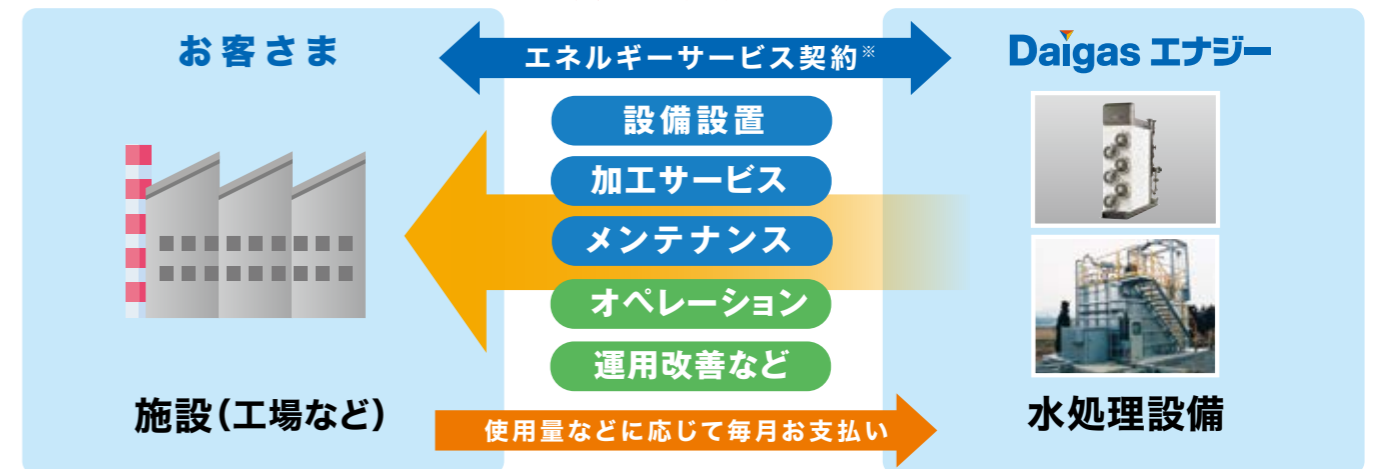 お客さま
エネルギーサービス契約※
Daigas エナジー
設備設置
加工サービス
メンテナンス
オペレーション
運用改善など
施設(工場など)
使用量などに応じて毎月お支払い
水処理設備